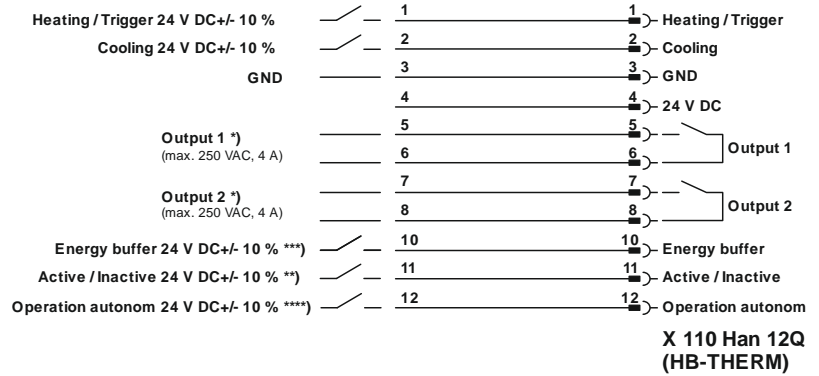 Heating / Trigger 24 V DC+/- 10 % 1 1 Heating / Trigger
Cooling 24 V DC+/- 10 % 2 2 Cooling
GND 3 3 GND
4 4 24 V DC
Output 1 *) 5 5
(max. 250 VAC, 4 A) 6 6 Output 1
Output 2 *) 7 7
(max. 250 VAC, 4 A) 8 8 Output 2
Energy buffer 24 V DC+/- 10 % ***) 10 10 Energy buffer
Active / Inactive 24 V DC+/- 10 % **) 11 11 Active / Inactive
Operation autonom 24 V DC+/- 10 % ****) 12 12 Operation autonom
X 110 Han 12Q
(HB-THERM)